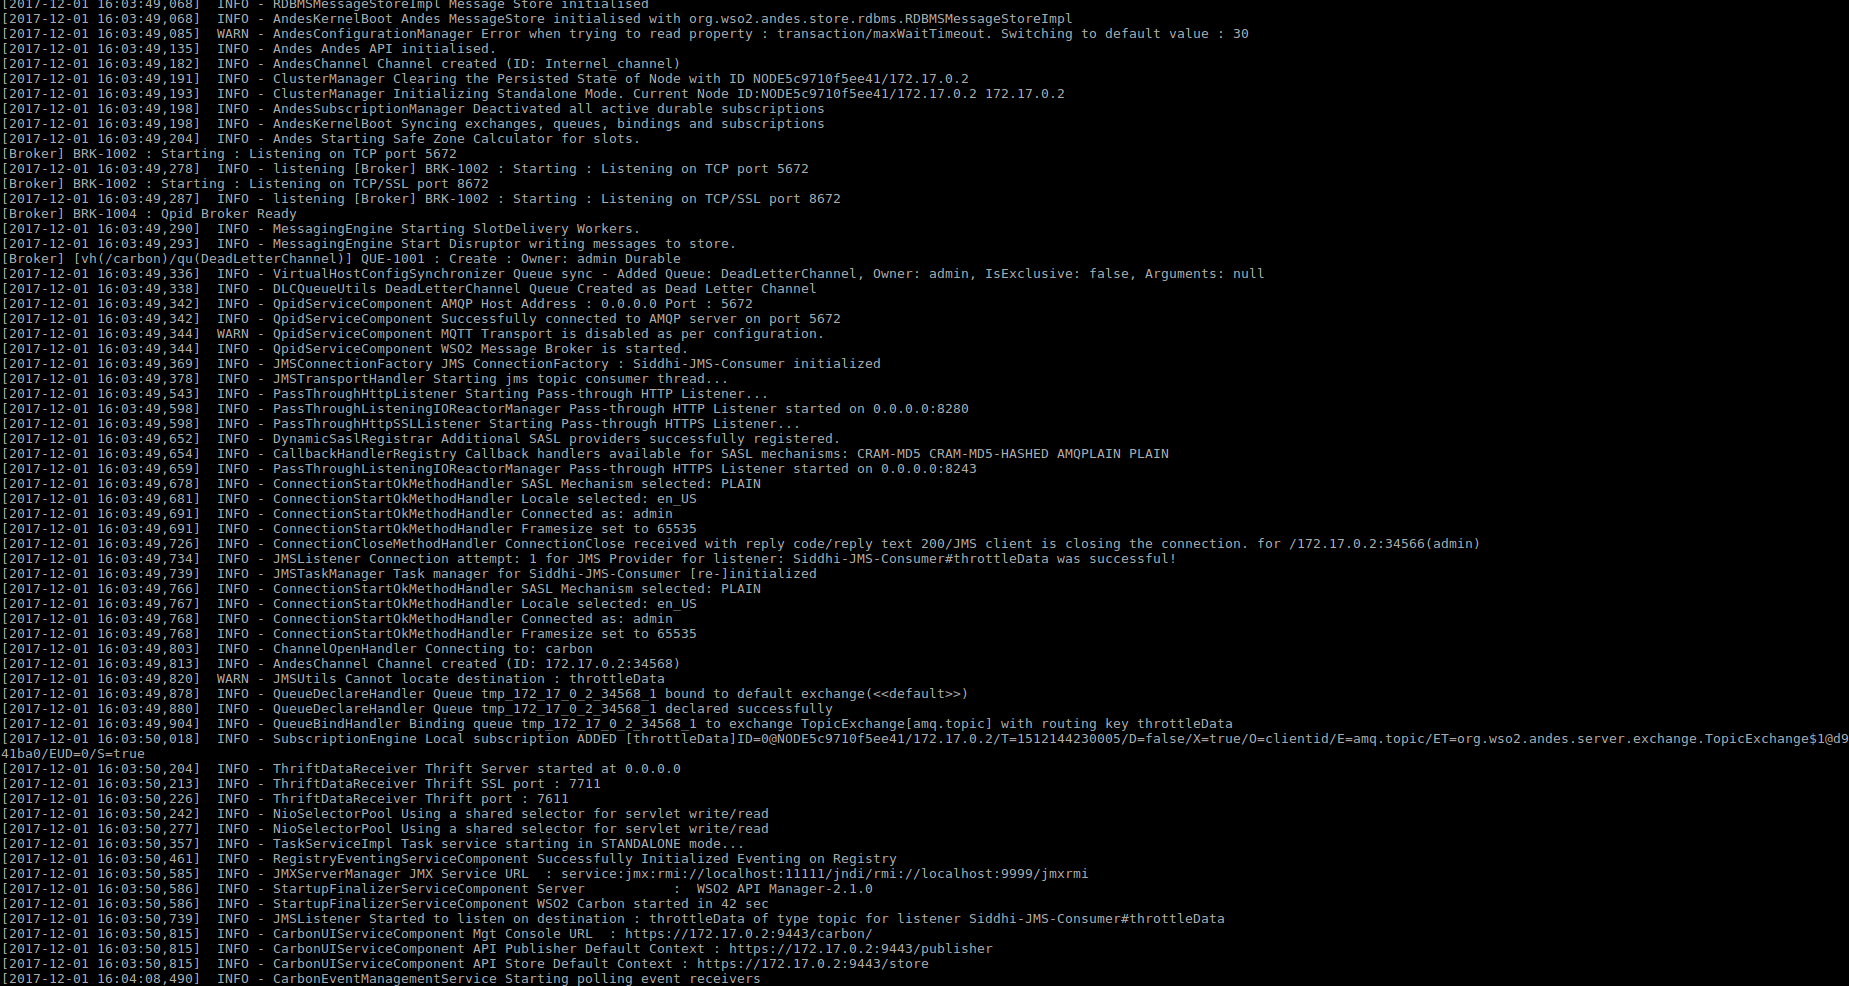 [2017-12-01 16:03:49,068]  INFO - RDBMSMessageStoreImpl Message Store initialised
[2017-12-01 16:03:49,068]  INFO - AndesKernelBoot Andes MessageStore initialised with org.wso2.andes.store.rdbms.RDBMSMessageStoreImpl
[2017-12-01 16:03:49,085]  WARN - AndesConfigurationManager Error when trying to read property : transaction/maxWaitTimeout. Switching to default value : 30
[2017-12-01 16:03:49,135]  INFO - Andes Andes API initialised.
[2017-12-01 16:03:49,182]  INFO - AndesChannel Channel created (ID: Internel_channel)
[2017-12-01 16:03:49,191]  INFO - ClusterManager Clearing the Persisted State of Node with ID NODE5c9710f5ee41/172.17.0.2
[2017-12-01 16:03:49,193]  INFO - ClusterManager Initializing Standalone Mode. Current Node ID:NODE5c9710f5ee41/172.17.0.2 172.17.0.2
[2017-12-01 16:03:49,198]  INFO - AndesSubscriptionManager Deactivated all active durable subscriptions
[2017-12-01 16:03:49,198]  INFO - AndesKernelBoot Syncing exchanges, queues, bindings and subscriptions
[2017-12-01 16:03:49,204]  INFO - Andes Starting Safe Zone Calculator for slots.
[Broker] BRK-1002 : Starting : Listening on TCP port 5672
[2017-12-01 16:03:49,278]  INFO - listening [Broker] BRK-1002 : Starting : Listening on TCP port 5672
[Broker] BRK-1002 : Starting : Listening on TCP/SSL port 8672
[2017-12-01 16:03:49,287]  INFO - listening [Broker] BRK-1002 : Starting : Listening on TCP/SSL port 8672
[Broker] BRK-1004 : Qpid Broker Ready
[2017-12-01 16:03:49,290]  INFO - MessagingEngine Starting SlotDelivery Workers.
[2017-12-01 16:03:49,293]  INFO - MessagingEngine Start Disruptor writing messages to store.
[Broker] [vh(/carbon)/qu(DeadLetterChannel)] QUE-1001 : Create : Owner: admin Durable
[2017-12-01 16:03:49,336]  INFO - VirtualHostConfigSynchronizer Queue sync - Added Queue: DeadLetterChannel, Owner: admin, IsExclusive: false, Arguments: null
[2017-12-01 16:03:49,338]  INFO - DLCQueueUtils DeadLetterChannel Queue Created as Dead Letter Channel
[2017-12-01 16:03:49,342]  INFO - QpidServiceComponent AMQP Host Address : 0.0.0.0 Port : 5672
[2017-12-01 16:03:49,342]  INFO - QpidServiceComponent Successfully connected to AMQP server on port 5672
[2017-12-01 16:03:49,344]  WARN - QpidServiceComponent MQTT Transport is disabled as per configuration.
[2017-12-01 16:03:49,344]  INFO - QpidServiceComponent WSO2 Message Broker is started.
[2017-12-01 16:03:49,369]  INFO - JMSConnectionFactory JMS ConnectionFactory : Siddhi-JMS-Consumer initialized
[2017-12-01 16:03:49,378]  INFO - JMSTransportHandler Starting jms topic consumer thread...
[2017-12-01 16:03:49,543]  INFO - PassThroughHttpListener Starting Pass-through HTTP Listener...
[2017-12-01 16:03:49,598]  INFO - PassThroughListeningIOReactorManager Pass-through HTTP Listener started on 0.0.0.0:8280
[2017-12-01 16:03:49,598]  INFO - PassThroughHttpSSLListener Starting Pass-through HTTPS Listener...
[2017-12-01 16:03:49,652]  INFO - DynamicSaslRegistrar Additional SASL providers successfully registered.
[2017-12-01 16:03:49,654]  INFO - CallbackHandlerRegistry Callback handlers available for SASL mechanisms: CRAM-MD5 CRAM-MD5-HASHED AMQPLAIN PLAIN
[2017-12-01 16:03:49,659]  INFO - PassThroughListeningIOReactorManager Pass-through HTTPS Listener started on 0.0.0.0:8243
[2017-12-01 16:03:49,678]  INFO - ConnectionStartOkMethodHandler SASL Mechanism selected: PLAIN
[2017-12-01 16:03:49,681]  INFO - ConnectionStartOkMethodHandler Locale selected: en_US
[2017-12-01 16:03:49,691]  INFO - ConnectionStartOkMethodHandler Connected as: admin
[2017-12-01 16:03:49,691]  INFO - ConnectionStartOkMethodHandler Framesize set to 65535
[2017-12-01 16:03:49,726]  INFO - ConnectionCloseMethodHandler ConnectionClose received with reply code/reply text 200/JMS client is closing the connection. for /172.17.0.2:34566(admin)
[2017-12-01 16:03:49,734]  INFO - JMSListener Connection attempt: 1 for JMS Provider for listener: Siddhi-JMS-Consumer#throttleData was successful!
[2017-12-01 16:03:49,739]  INFO - JMSTaskManager Task manager for Siddhi-JMS-Consumer [re-]initialized
[2017-12-01 16:03:49,766]  INFO - ConnectionStartOkMethodHandler SASL Mechanism selected: PLAIN
[2017-12-01 16:03:49,767]  INFO - ConnectionStartOkMethodHandler Locale selected: en_US
[2017-12-01 16:03:49,768]  INFO - ConnectionStartOkMethodHandler Connected as: admin
[2017-12-01 16:03:49,768]  INFO - ConnectionStartOkMethodHandler Framesize set to 65535
[2017-12-01 16:03:49,803]  INFO - ChannelOpenHandler Connecting to: carbon
[2017-12-01 16:03:49,813]  INFO - AndesChannel Channel created (ID: 172.17.0.2:34568)
[2017-12-01 16:03:49,820]  WARN - JMSUtils Cannot locate destination : throttleData
[2017-12-01 16:03:49,878]  INFO - QueueDeclareHandler Queue tmp_172_17_0_2_34568_1 bound to default exchange(<<default>>)
[2017-12-01 16:03:49,880]  INFO - QueueDeclareHandler Queue tmp_172_17_0_2_34568_1 declared successfully
[2017-12-01 16:03:49,904]  INFO - QueueBindHandler Binding queue tmp_172_17_0_2_34568_1 to exchange TopicExchange[amq.topic] with routing key throttleData
[2017-12-01 16:03:50,018]  INFO - SubscriptionEngine Local subscription ADDED [throttleData]ID=0@NODE5c9710f5ee41/172.17.0.2/T=1512144230005/D=false/X=true/O=clientid/E=amq.topic/ET=org.wso2.andes.server.exchange.TopicExchange$1@d9
41ba0/EUD=0/S=true
[2017-12-01 16:03:50,204]  INFO - ThriftDataReceiver Thrift Server started at 0.0.0.0
[2017-12-01 16:03:50,213]  INFO - ThriftDataReceiver Thrift SSL port : 7711
[2017-12-01 16:03:50,226]  INFO - ThriftDataReceiver Thrift port : 7611
[2017-12-01 16:03:50,242]  INFO - NioSelectorPool Using a shared selector for servlet write/read
[2017-12-01 16:03:50,277]  INFO - NioSelectorPool Using a shared selector for servlet write/read
[2017-12-01 16:03:50,357]  INFO - TaskServiceImpl Task service starting in STANDALONE mode...
[2017-12-01 16:03:50,461]  INFO - RegistryEventingServiceComponent Successfully Initialized Eventing on Registry
[2017-12-01 16:03:50,585]  INFO - JMXServerManager JMX Service URL  : service:jmx:rmi://localhost:11111/jndi/rmi://localhost:9999/jmxrmi
[2017-12-01 16:03:50,586]  INFO - StartupFinalizerServiceComponent Server           :  WSO2 API Manager-2.1.0
[2017-12-01 16:03:50,586]  INFO - StartupFinalizerServiceComponent WSO2 Carbon started in 42 sec
[2017-12-01 16:03:50,739]  INFO - JMSListener Started to listen on destination : throttleData of type topic for listener Siddhi-JMS-Consumer#throttleData
[2017-12-01 16:03:50,815]  INFO - CarbonUIServiceComponent Mgt Console URL  : https://172.17.0.2:9443/carbon/
[2017-12-01 16:03:50,815]  INFO - CarbonUIServiceComponent API Publisher Default Context : https://172.17.0.2:9443/publisher
[2017-12-01 16:03:50,815]  INFO - CarbonUIServiceComponent API Store Default Context : https://172.17.0.2:9443/store
[2017-12-01 16:04:08,490]  INFO - CarbonEventManagementService Starting polling event receivers